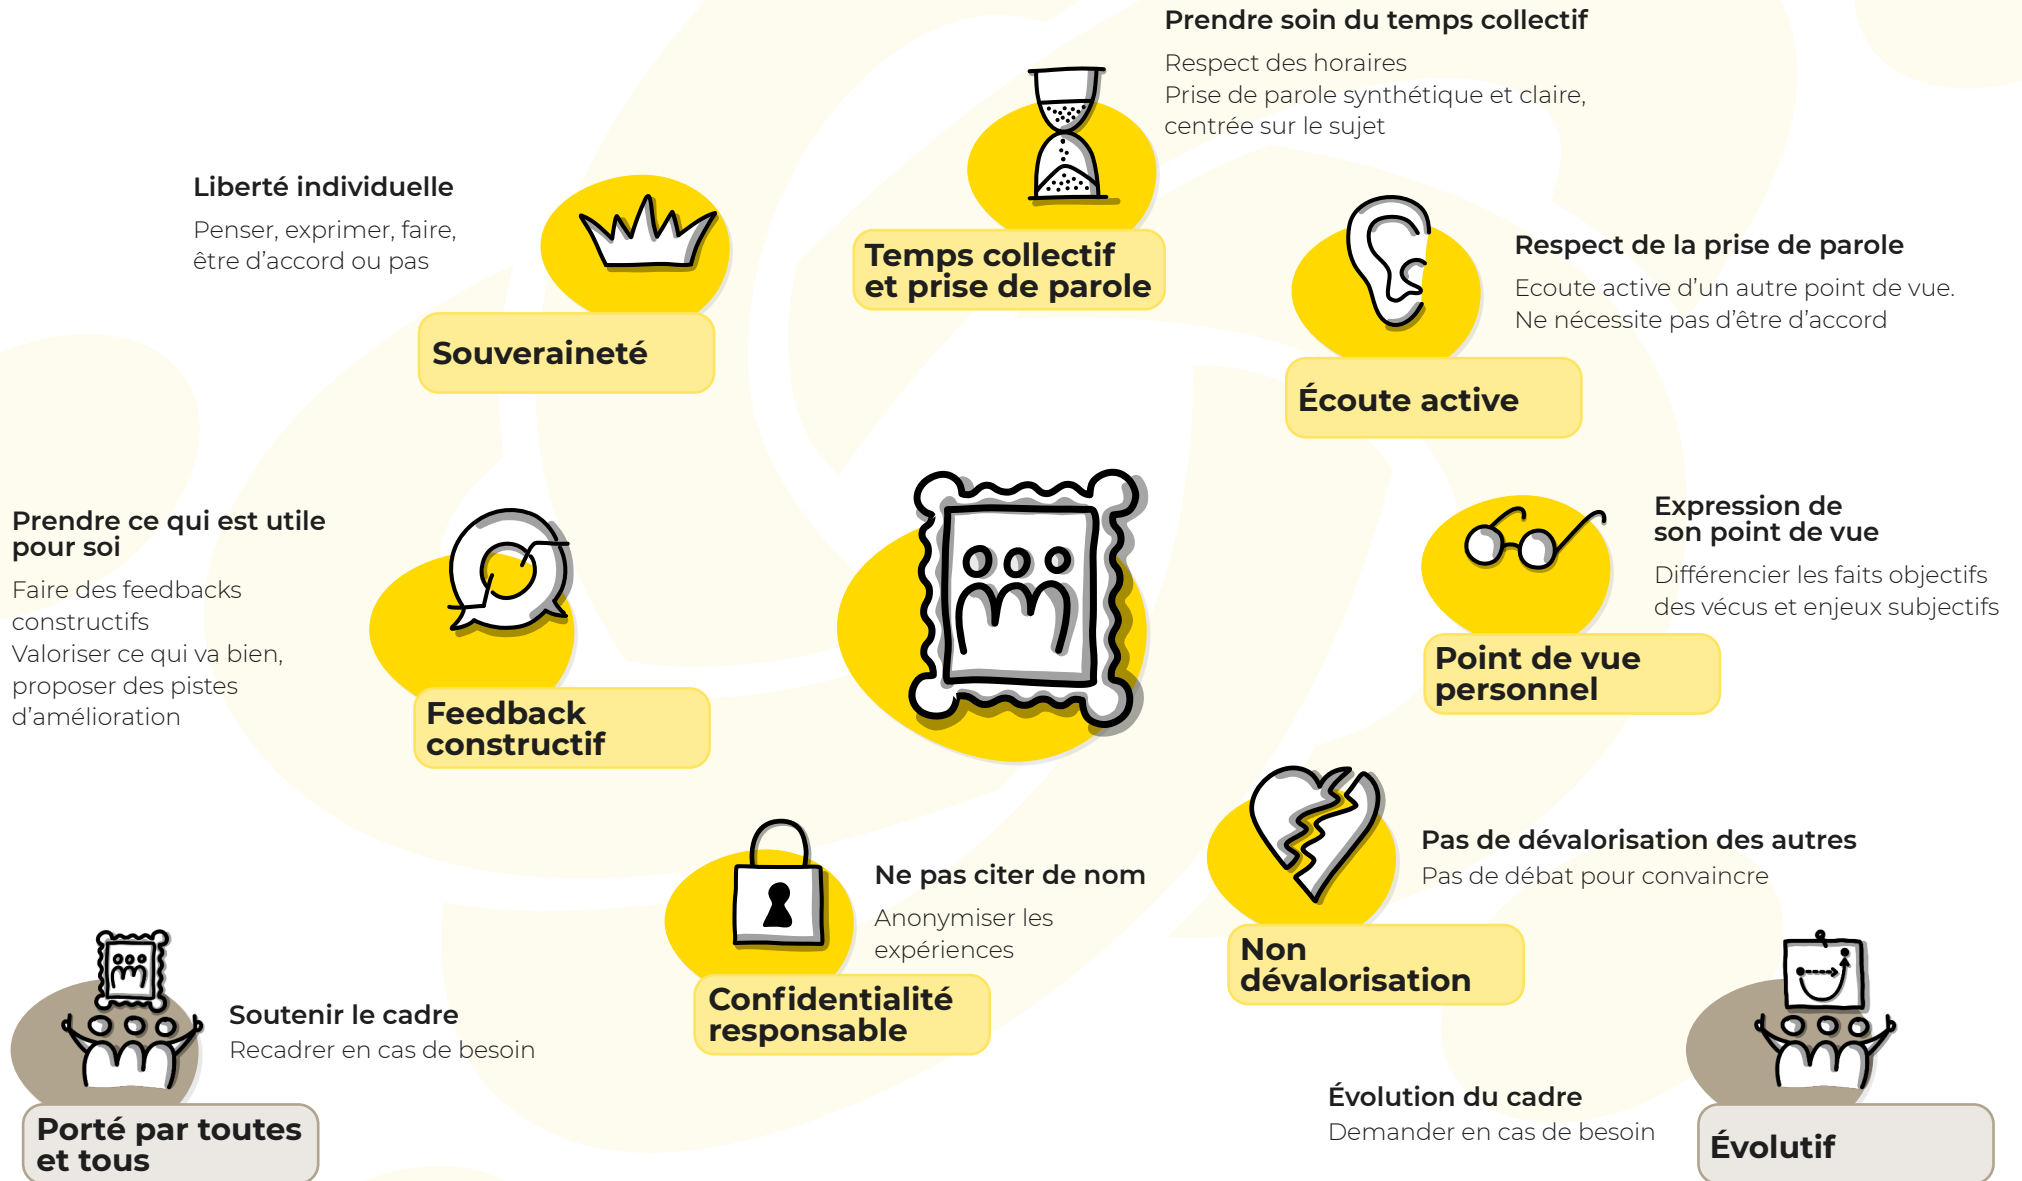 Prendre soin du temps collectif
Respect des horaires
Prise de parole synthétique et claire,
centrée sur le sujet
Temps collectif
et prise de parole
Liberté individuelle
Penser, exprimer, faire,
être d’accord ou pas
Souveraineté
Respect de la prise de parole
Ecoute active d’un autre point de vue.
Ne nécessite pas d’être d’accord
Écoute active
Prendre ce qui est utile
pour soi
Faire des feedbacks
constructifs
Valoriser ce qui va bien,
proposer des pistes
d’amélioration
Feedback
constructif
Expression de
son point de vue
Différencier les faits objectifs
des vécus et enjeux subjectifs
Point de vue
personnel
Ne pas citer de nom
Anonymiser les
expériences
Confidentialité
responsable
Pas de dévalorisation des autres
Pas de débat pour convaincre
Non
dévalorisation
Soutenir le cadre
Recadrer en cas de besoin
Porté par toutes
et tous
Évolution du cadre
Demander en cas de besoin
Évolutif